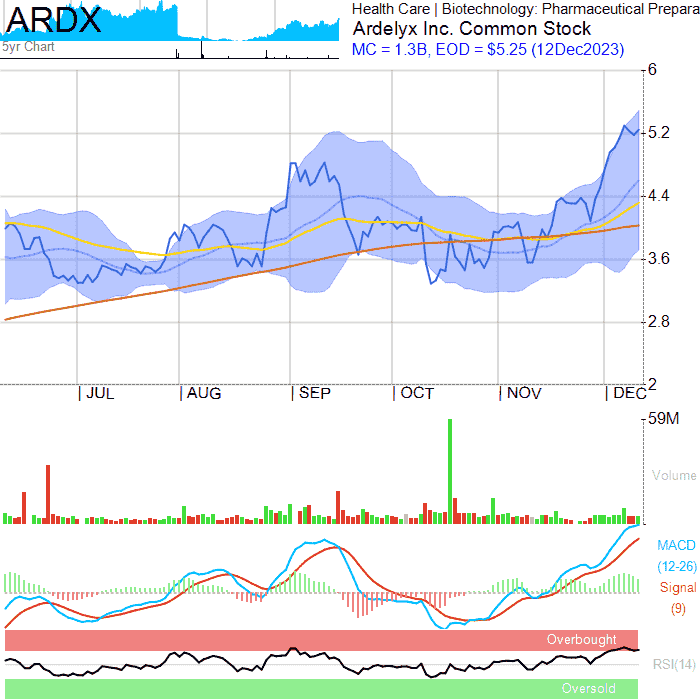 ARDX
5yr Chart
Health Care | Biotechnology: Pharmaceutical Prepara
Ardelyx Inc. Common Stock
MC = 1.3B, EOD = $5.25 (12Dec2023)
6
5.2
4.4
3.6
2.8
2
| JUL | AUG | SEP | OCT | NOV | DEC
59M
Volume
MACD
(12-26)
Signal
(9)
Overbought
RSI(14)
Oversold